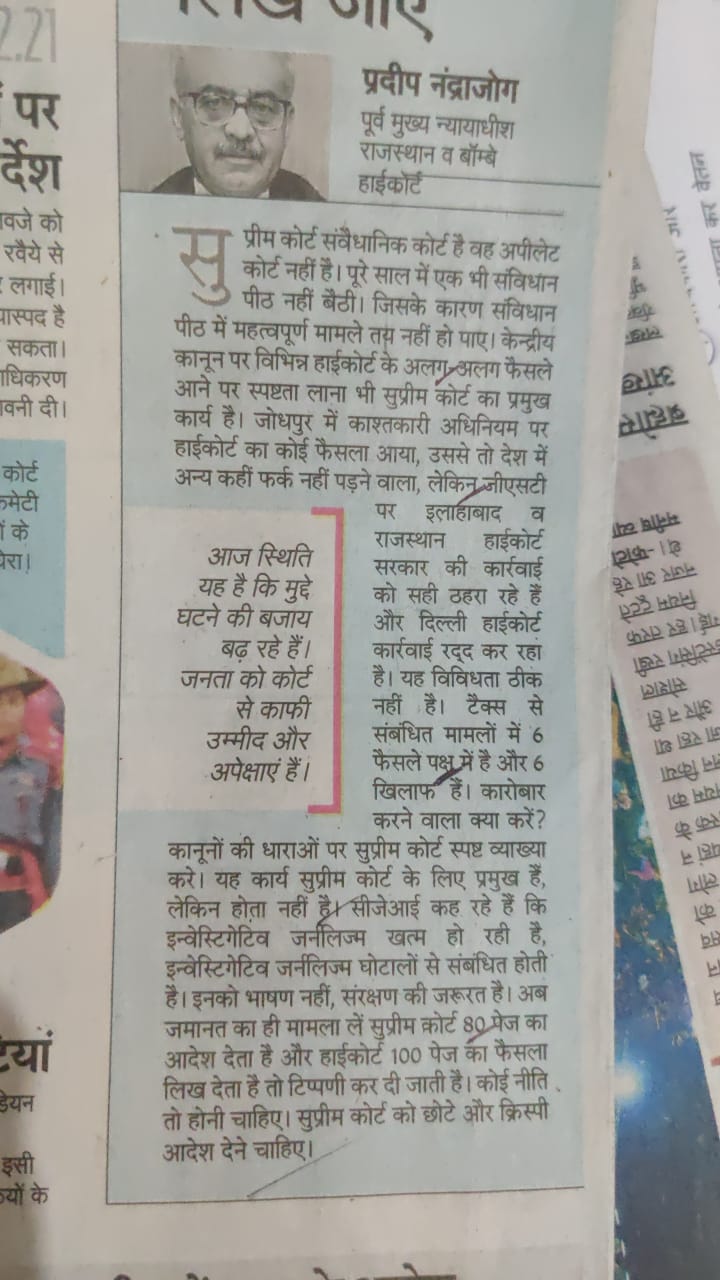 लिखे जाएं
प्रदीप नंद्राजोग
पूर्व मुख्य न्यायाधीश
राजस्थान व बॉम्बे
हाईकोर्ट
सुप्रीम कोर्ट संवैधानिक कोर्ट है वह अपीलेट
कोर्ट नहीं है। पूरे साल में एक भी संविधान
पीठ नहीं बैठी। जिसके कारण संविधान
पीठ में महत्वपूर्ण मामले तय नहीं हो पाए। केन्द्रीय
कानून पर विभिन्न हाईकोर्ट के अलग-अलग फैसले
आने पर स्पष्टता लाना भी सुप्रीम कोर्ट का प्रमुख
कार्य है। जोधपुर में काश्तकारी अधिनियम पर
हाईकोर्ट का कोई फैसला आया, उससे तो देश में
अन्य कहीं फर्क नहीं पड़ने वाला, लेकिन जीएसटी
पर इलाहाबाद व
राजस्थान हाईकोर्ट
सरकार की कार्रवाई
को सही ठहरा रहे हैं
और दिल्ली हाईकोर्ट
कार्रवाई रद्द कर रहा
है। यह विविधता ठीक
नहीं है। टैक्स से
संबंधित मामलों में 6
फैसले पक्ष में है और 6
खिलाफ हैं। कारोबार
करने वाला क्या करें?
कानूनों की धाराओं पर सुप्रीम कोर्ट स्पष्ट व्याख्या
करे। यह कार्य सुप्रीम कोर्ट के लिए प्रमुख हैं,
लेकिन होता नहीं है। सीजेआई कह रहे हैं कि
इन्वेस्टिगेटिव जर्नलिज्म खत्म हो रही है,
इन्वेस्टिगेटिव जर्नलिज्म घोटालों से संबंधित होती
है। इनको भाषण नहीं, संरक्षण की जरूरत है। अब
जमानत का ही मामला लें सुप्रीम कोर्ट 80 पेज का
आदेश देता है और हाईकोर्ट 100 पेज का फैसला
लिख देता है तो टिप्पणी कर दी जाती है। कोई नीति
तो होनी चाहिए। सुप्रीम कोर्ट को छोटे और क्रिस्पी
आदेश देने चाहिए।
आज स्थिति
यह है कि मुद्दे
घटने की बजाय
बढ़ रहे हैं।
जनता को कोर्ट
से काफी
उम्मीद और
अपेक्षाएं हैं।
2.21
पर
र्देश
वजे को
रवैये से
लगाई।
यास्पद है
सकता।
ाधिकरण
वनी दी।
कोर्ट
कमेटी
ं के
ेरा!
टियां
डियन
इसी
कयों के